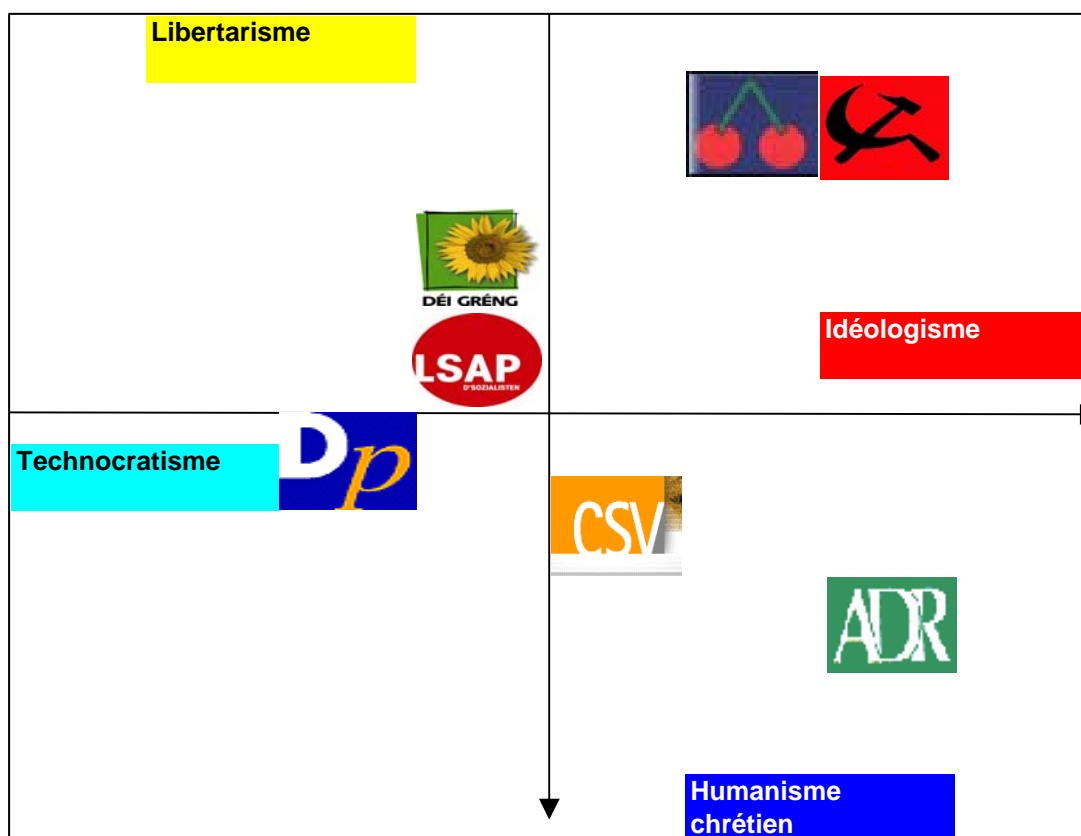 Libertarisme
DÉI GRÉNG
LSAP
D'SOZIALISTEN
Idéologisme
Technocratisme
Dp
CSV
ADR
Humanisme
chrétien